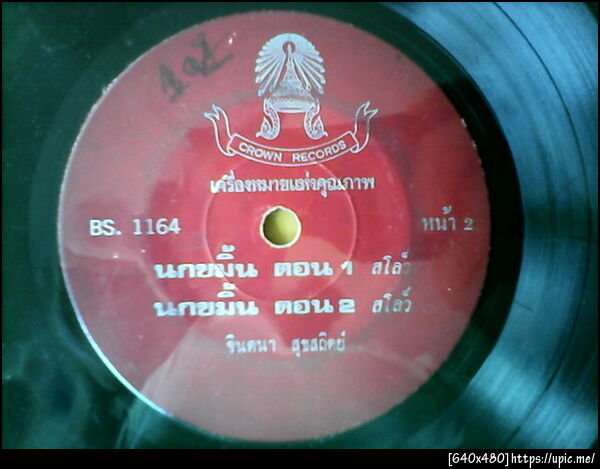 CROWN RECORDS
เครื่องหมายแห่งคุณภาพ
BS. 1164
หน้า 2
นกขมิ้น ตอน 1 สโลว์
นกขมิ้น ตอน 2 สโลว์
จินตนา สุขสถิตย์
[640x480]https://upic.me/